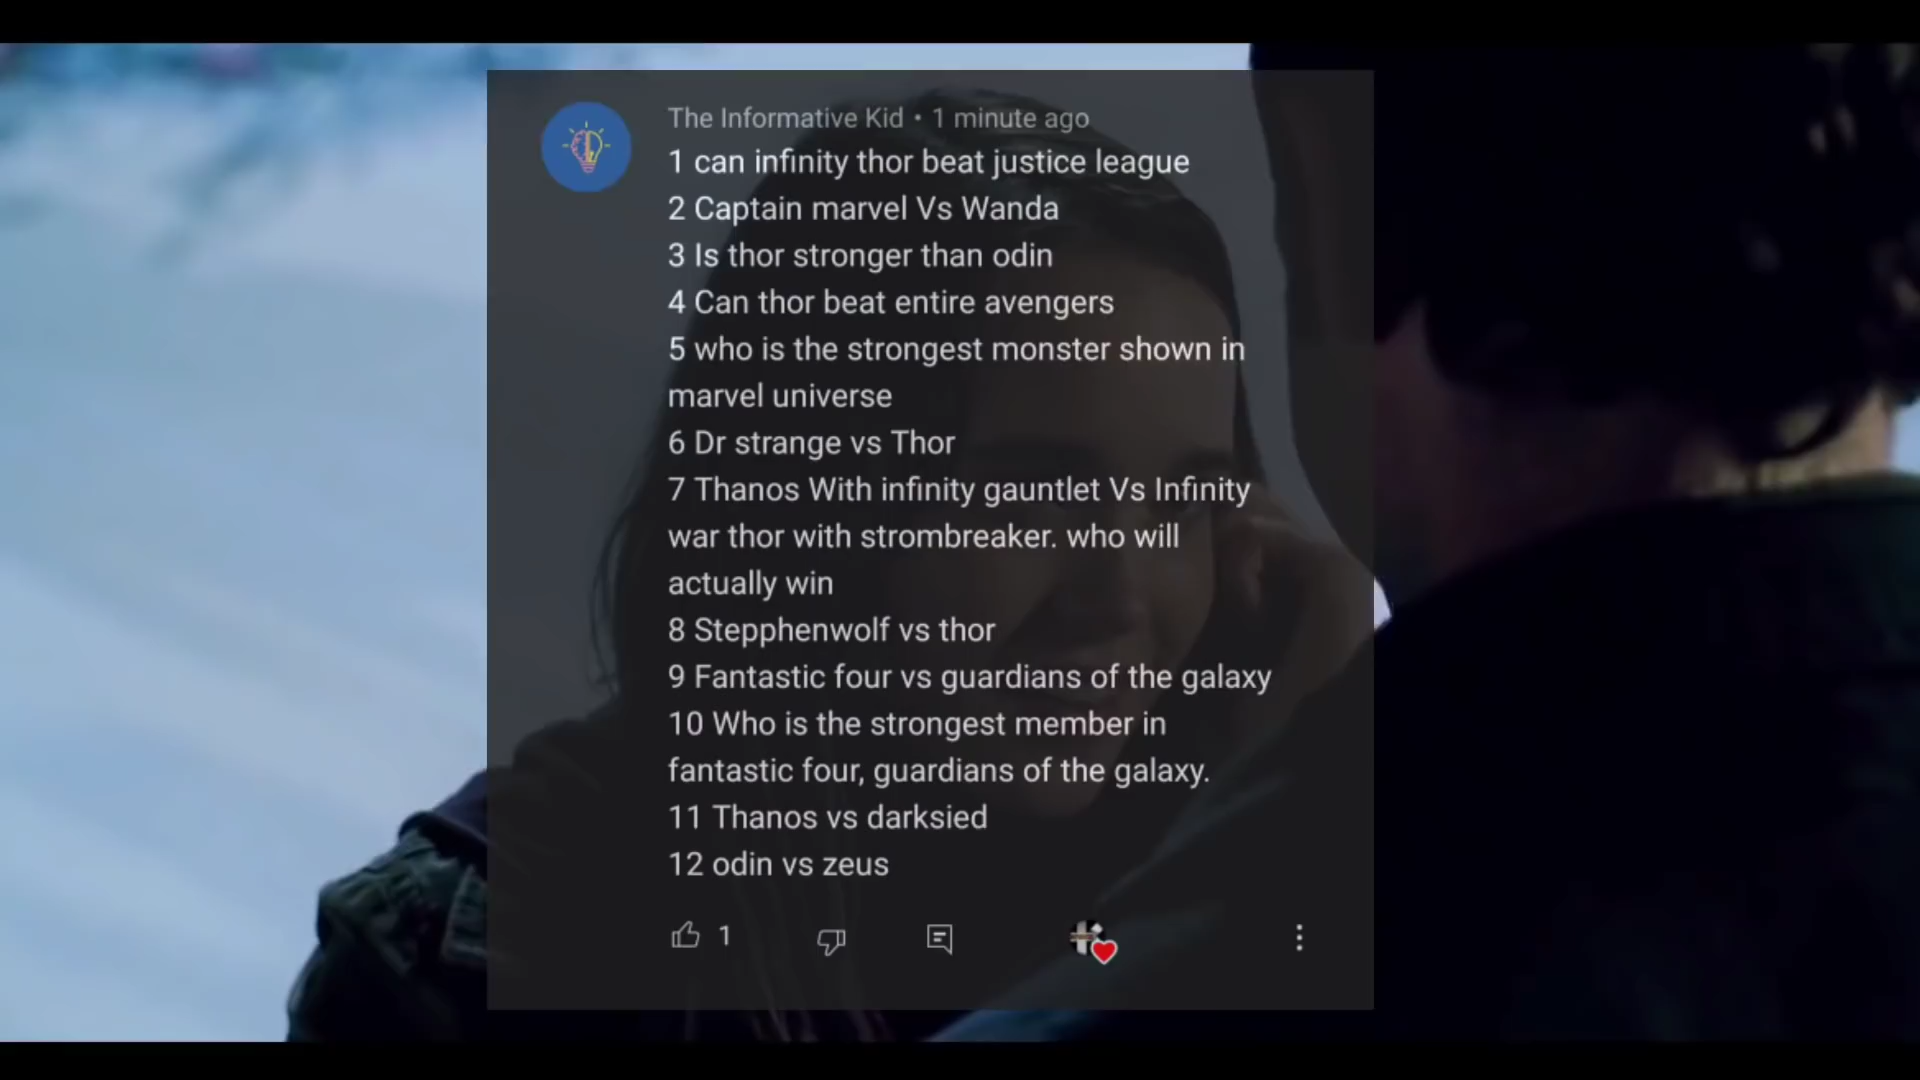 The Informative Kid • 1 minute ago
1 can infinity thor beat justice league
2 Captain marvel Vs Wanda
3 Is thor stronger than odin
4 Can thor beat entire avengers
5 who is the strongest monster shown in
marvel universe
6 Dr strange vs Thor
7 Thanos With infinity gauntlet Vs Infinity
war thor with strombreaker. who will
actually win
8 Stepphenwolf vs thor
9 Fantastic four vs guardians of the galaxy
10 Who is the strongest member in
fantastic four, guardians of the galaxy.
11 Thanos vs darksied
12 odin vs zeus
1